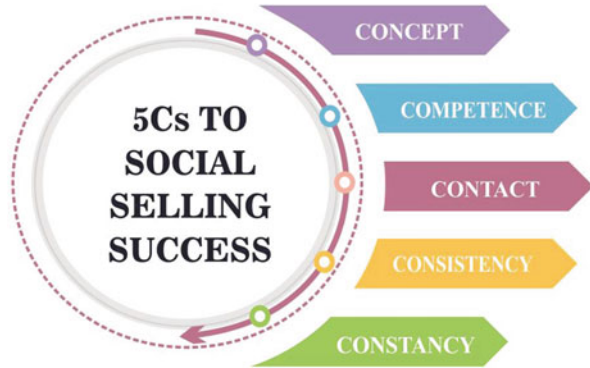 5Cs TO
SOCIAL
SELLING
SUCCESS
CONCEPT
COMPETENCE
CONTACT
CONSISTENCY
CONSTANCY